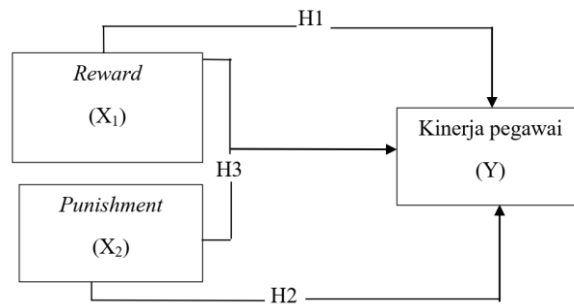 H1
Reward
(X₁)
Kinerja pegawai
(Y)
H3
Punishment
(X₂)
H2